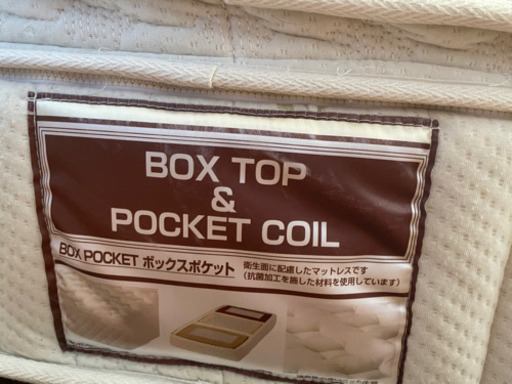 BOX TOP
&
POCKET COIL
BOX POCKET ボックスポケット
衛生面に配慮したマットレスです
(抗菌加工を施した材料を使用しています)